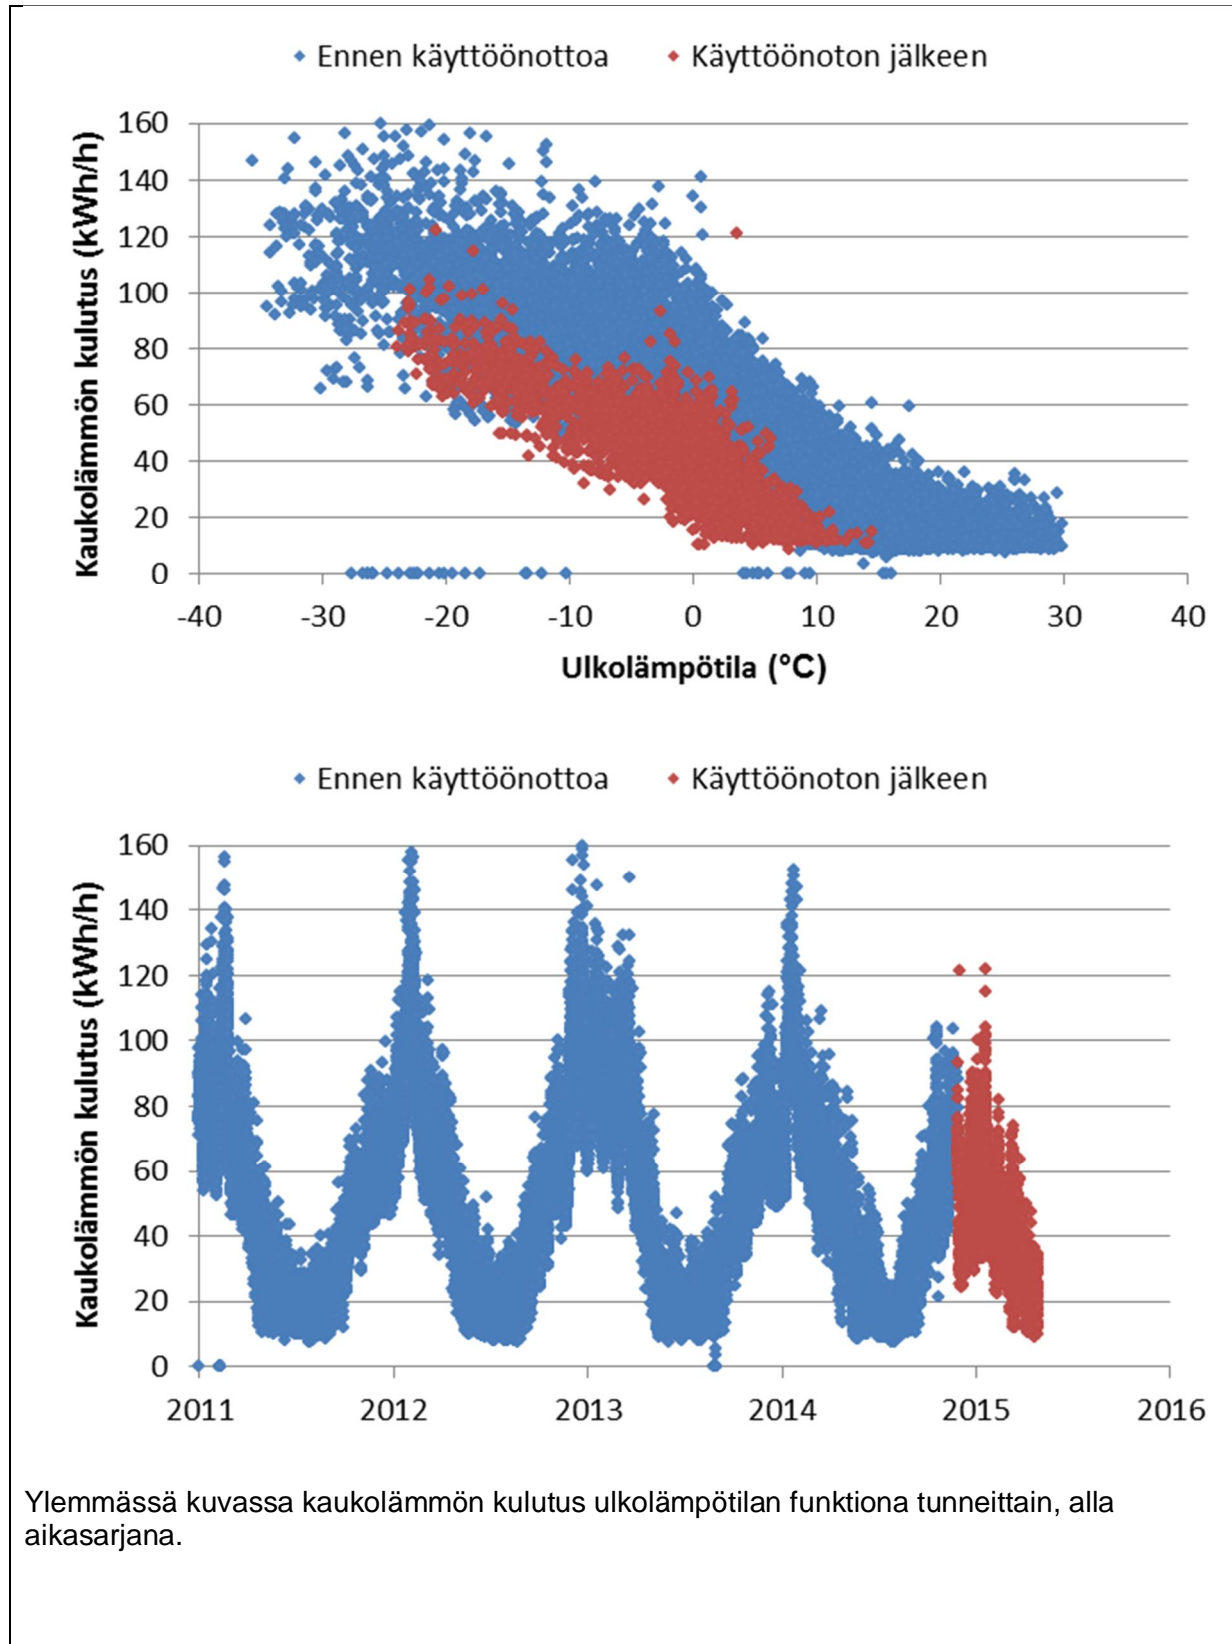 Ennen käyttöönottoa Käyttöönoton jälkeen
Kaukolämmön kulutus (kWh/h)
160
140
120
100
80
60
40
20
0
-40 -30 -20 -10 0 10 20 30 40
Ulkolämpötila (°C)
Ennen käyttöönottoa Käyttöönoton jälkeen
Kaukolämmön kulutus (kWh/h)
160
140
120
100
80
60
40
20
0
2011 2012 2013 2014 2015 2016
Ylemmässä kuvassa kaukolämmön kulutus ulkolämpötilan funktiona tunneittain, alla
aikasarjana.